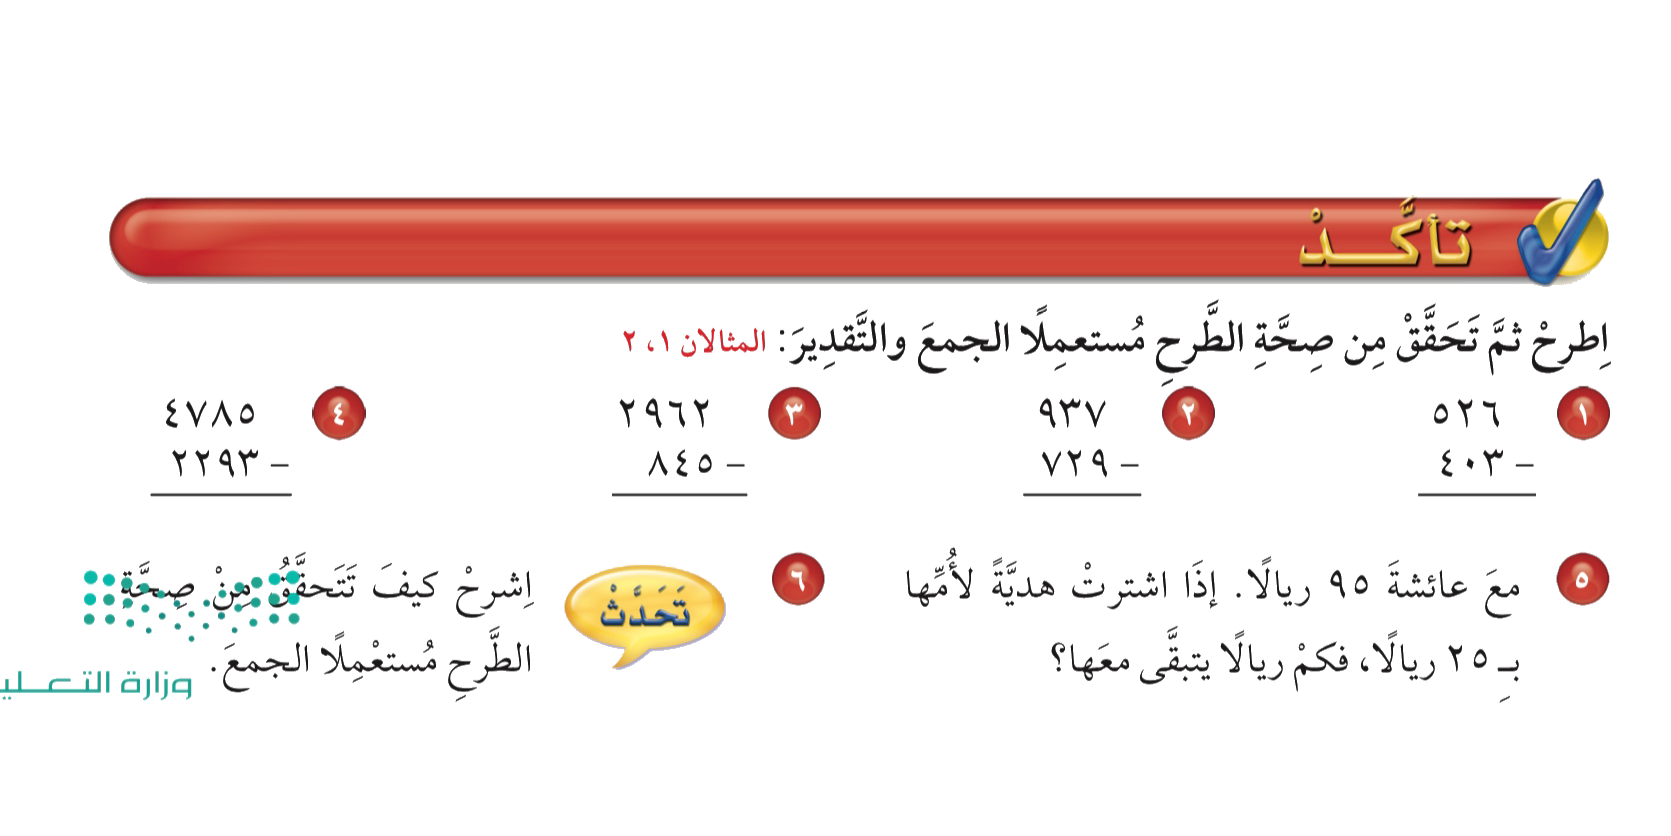 تأكَّـــدْ
اِطرحْ ثمَّ تَحَقَّقْ مِن صِحَّةِ الطَّرحِ مُستعمِلًا الجمعَ والتَّقدِيرَ: المثالان ١، ٢
١ ٥٢٦ ٢ ٩٣٧ ٣ ٢٩٦٢ ٤ ٤٧٨٥
− ٤٠٣ − ٧٢٩ − ٨٤٥ − ٢٢٩٣
٥ معَ عائشةَ ٩٥ ريالًا. إذَا اشترتْ هديَّةً لأُمِّها
بـِ ٢٥ ريالًا، فكمْ ريالًا يتبقَّى معَها؟
٦ تَحَدَّثْ اِشرحْ كيفَ تَتَحقَّقُ مِنْ صِحَّةِ
الطَّرحِ مُستعْمِلًا الجمعَ.
وزارة التـعـــليـ